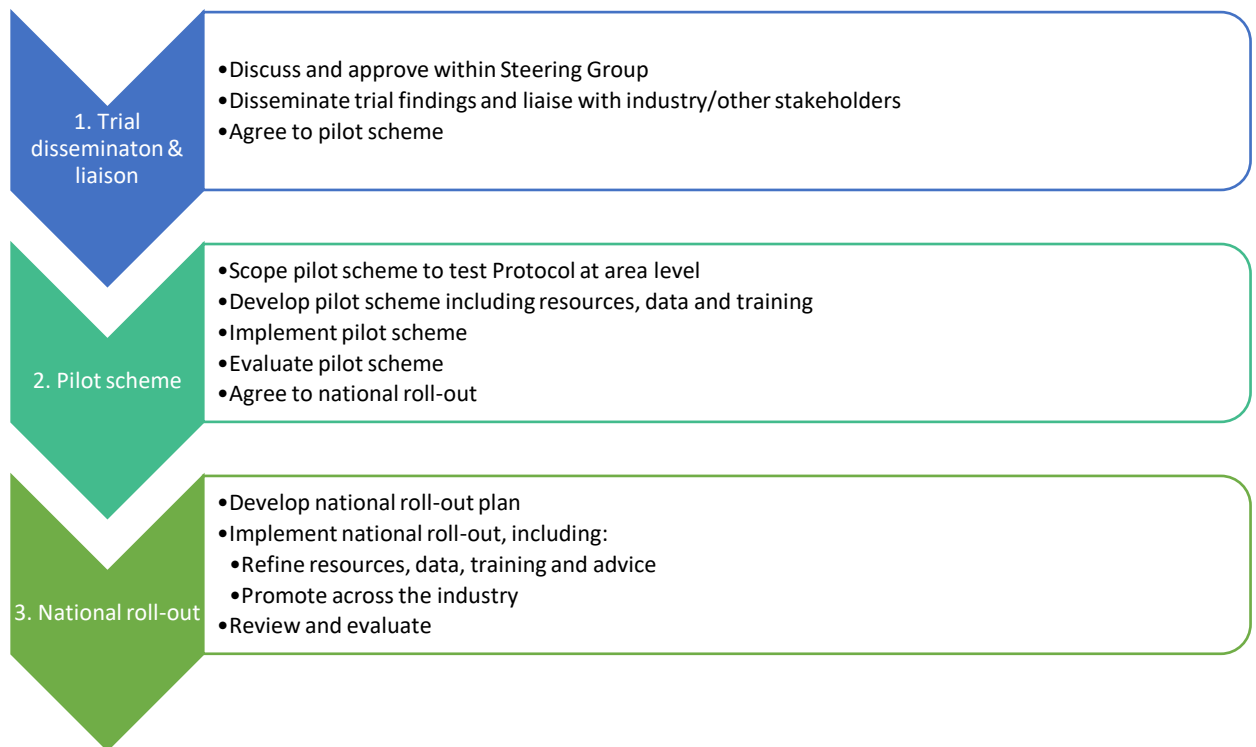 1. Trial
disseminaton &
liaison
•Discuss and approve within Steering Group
•Disseminate trial findings and liaise with industry/other stakeholders
•Agree to pilot scheme
2. Pilot scheme
•Scope pilot scheme to test Protocol at area level
•Develop pilot scheme including resources, data and training
•Implement pilot scheme
•Evaluate pilot scheme
•Agree to national roll-out
3. National roll-out
•Develop national roll-out plan
•Implement national roll-out, including:
•Refine resources, data, training and advice
•Promote across the industry
•Review and evaluate